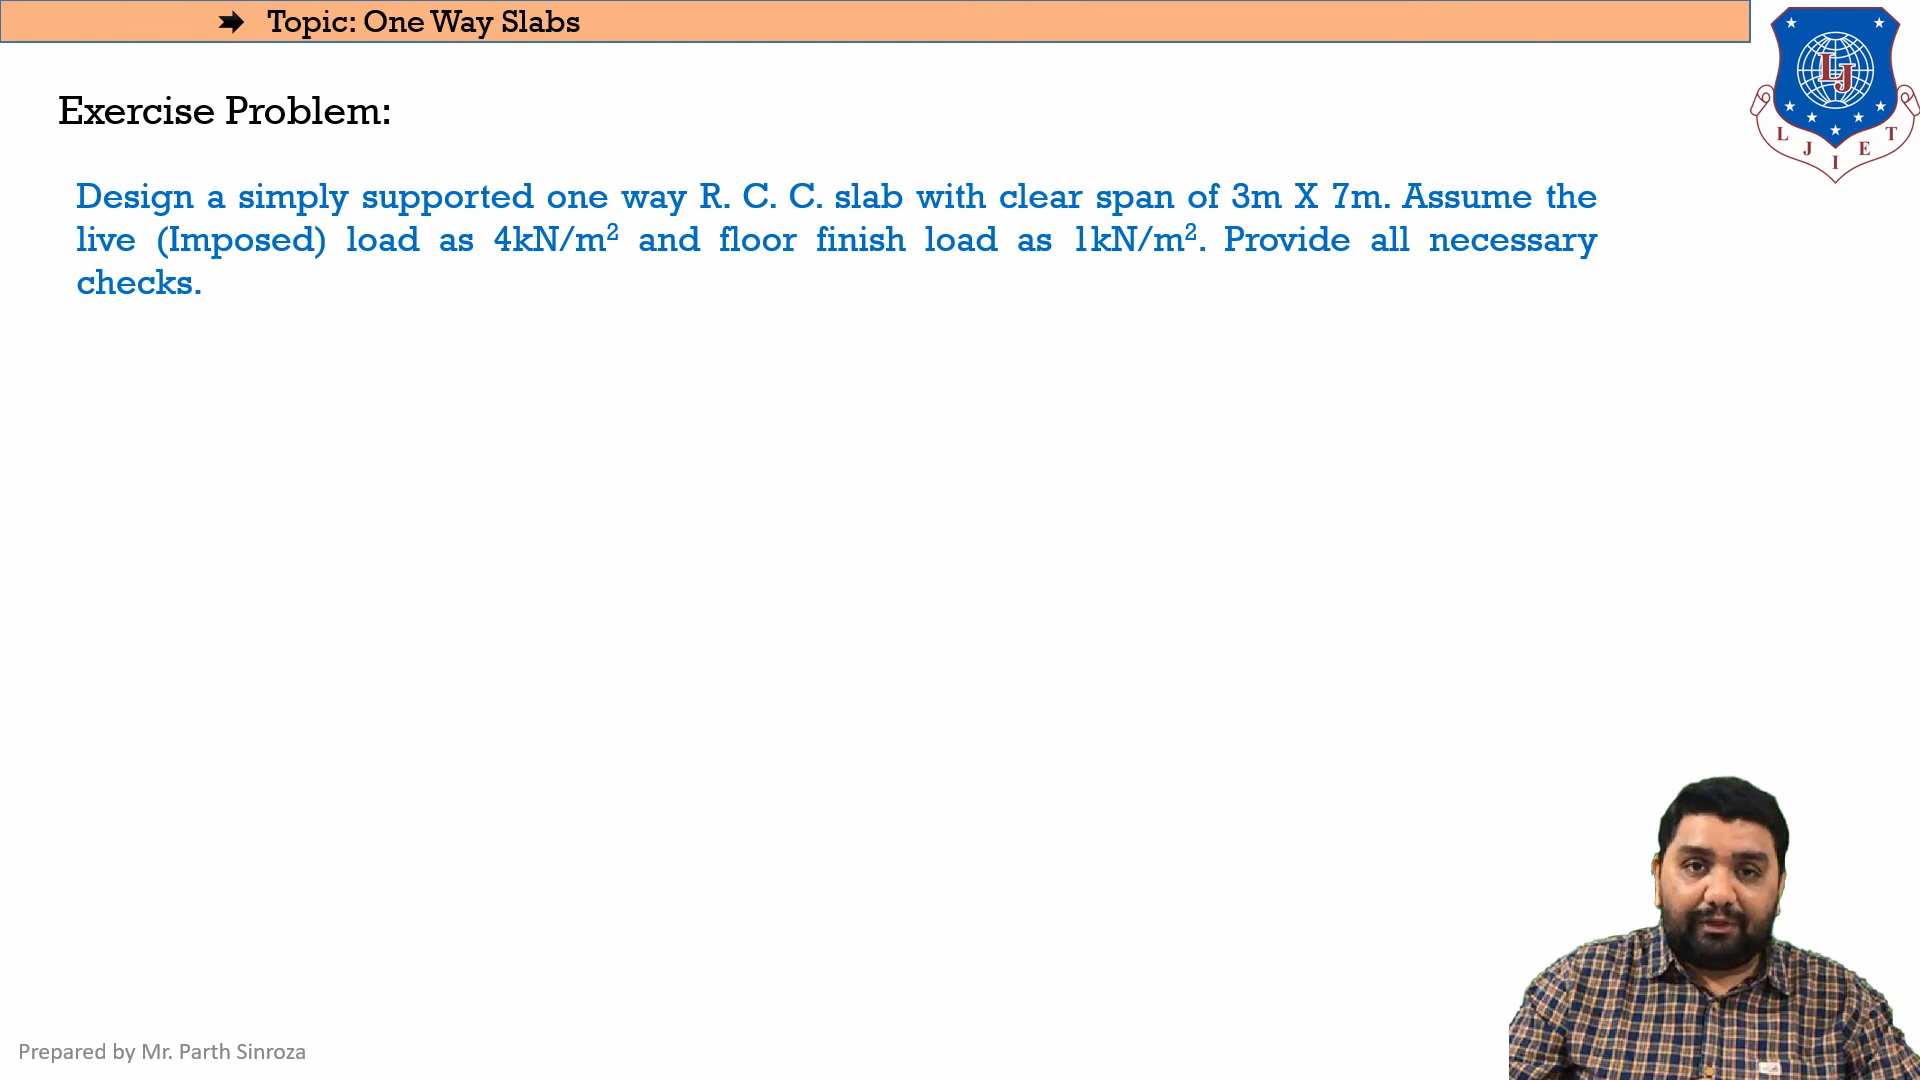 Topic: One Way Slabs
Exercise Problem:
Design a simply supported one way R. C. C. slab with clear span of 3m X 7m. Assume the
live (Imposed) load as 4kN/m² and floor finish load as 1kN/m². Provide all necessary
checks.
LJ
L J I E T
Prepared by Mr. Parth Sinroza